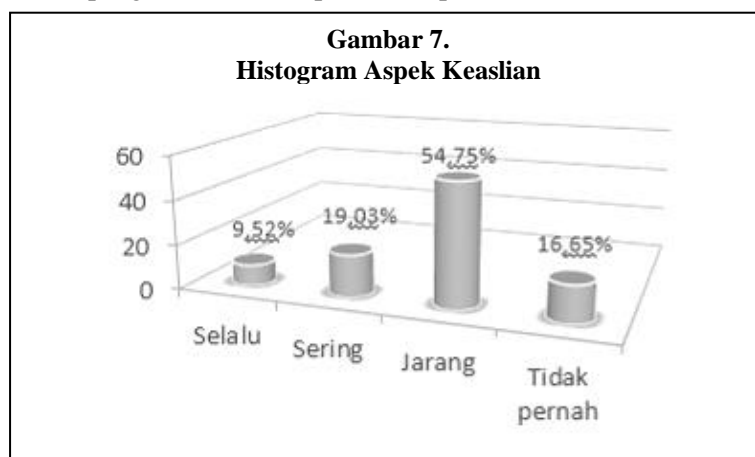 Gambar 7.
Histogram Aspek Keaslian
60
40
20
0
9,52%
19,03%
54,75%
16,65%
Selalu
Sering
Jarang
Tidak
pernah